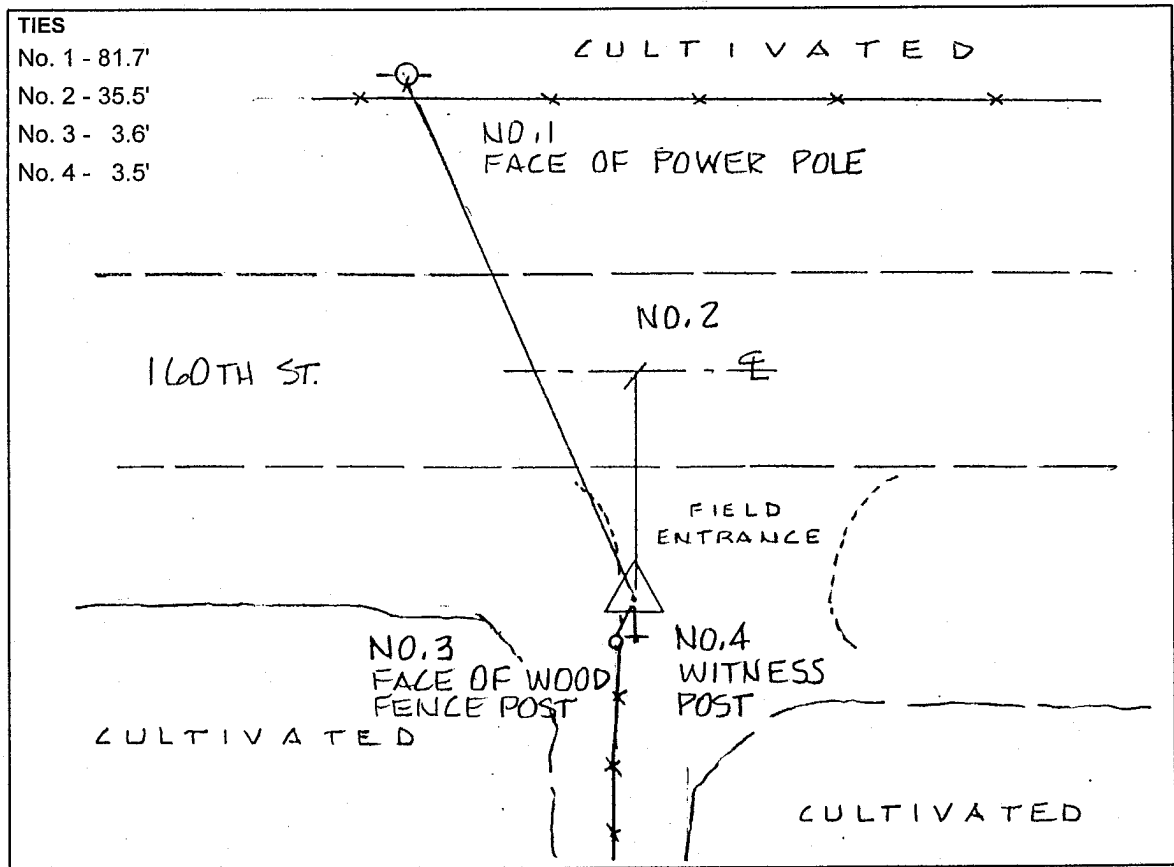 TIES
No. 1 - 81.7'
No. 2 - 35.5'
No. 3 - 3.6'
No. 4 - 3.5'
CULTIVATED
NO.1
FACE OF POWER POLE
NO.2
160TH ST.
℄
FIELD
ENTRANCE
NO.3
FACE OF WOOD
FENCE POST
NO.4
WITNESS
POST
CULTIVATED
CULTIVATED